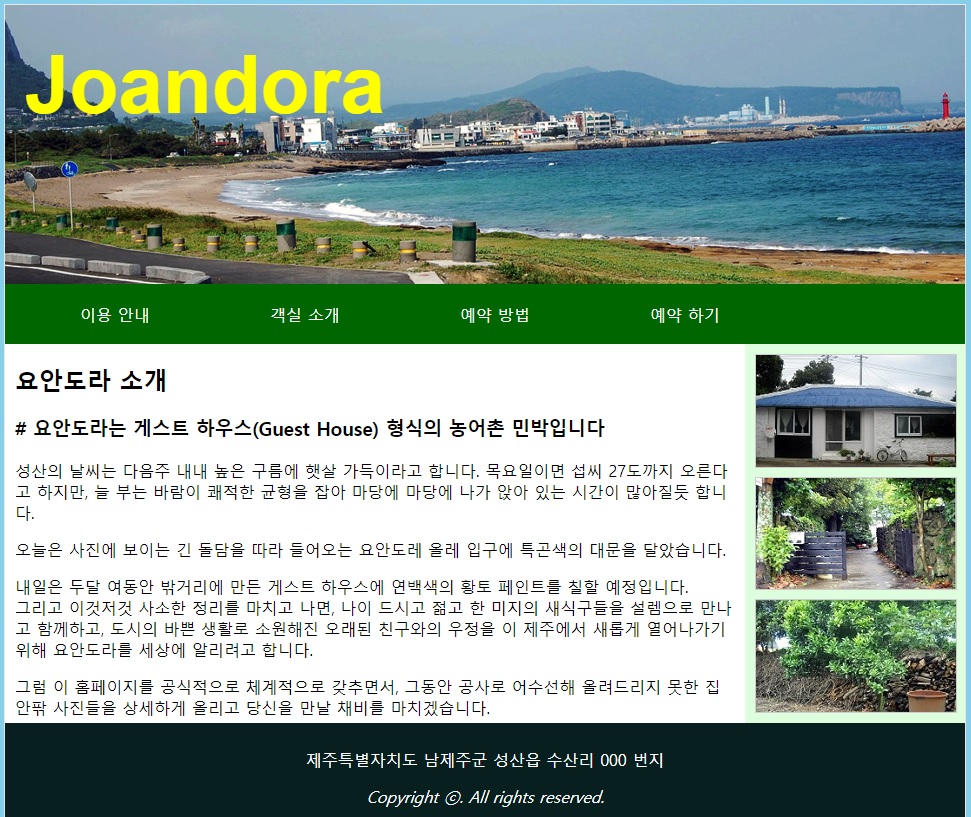 Joandora
이용 안내 객실 소개 예약 방법 예약 하기
요안도라 소개
# 요안도라는 게스트 하우스(Guest House) 형식의 농어촌 민박입니다
성산의 날씨는 다음주 내내 높은 구름에 햇살 가득이라고 합니다. 목요일이면 섭씨 27도까지 오른다
고 하지만, 늘 부는 바람이 쾌적한 균형을 잡아 마당에 마당에 나가 앉아 있는 시간이 많아질듯 합니
다.
오늘은 사진에 보이는 긴 돌담을 따라 들어오는 요안도레 올레 입구에 특곤색의 대문을 달았습니다.
내일은 두달 여동안 밖거리에 만든 게스트 하우스에 연백색의 황토 페인트를 칠할 예정입니다.
그리고 이것저것 사소한 정리를 마치고 나면, 나이 드시고 젊고 한 미지의 새식구들을 설렘으로 만나
고 함께하고, 도시의 바쁜 생활로 소원해진 오래된 친구와의 우정을 이 제주에서 새롭게 열어나가기
위해 요안도라를 세상에 알리려고 합니다.
그럼 이 홈페이지를 공식적으로 체계적으로 갖추면서, 그동안 공사로 어수선해 올려드리지 못한 집
안팎 사진들을 상세하게 올리고 당신을 만날 채비를 마치겠습니다.
제주특별자치도 남제주군 성산읍 수산리 000 번지
Copyright ⓒ. All rights reserved.